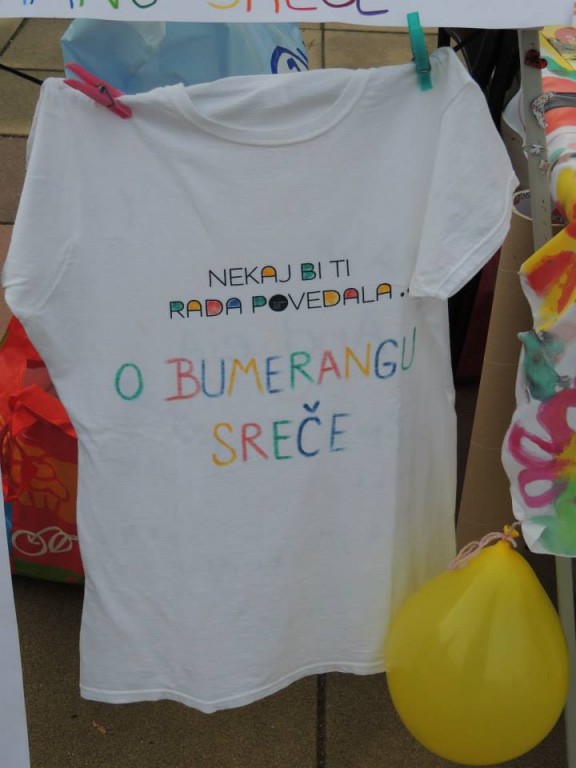 NEKAJ BI TI
RADA POVEDALA ..
O BUMERANGU
SREČE